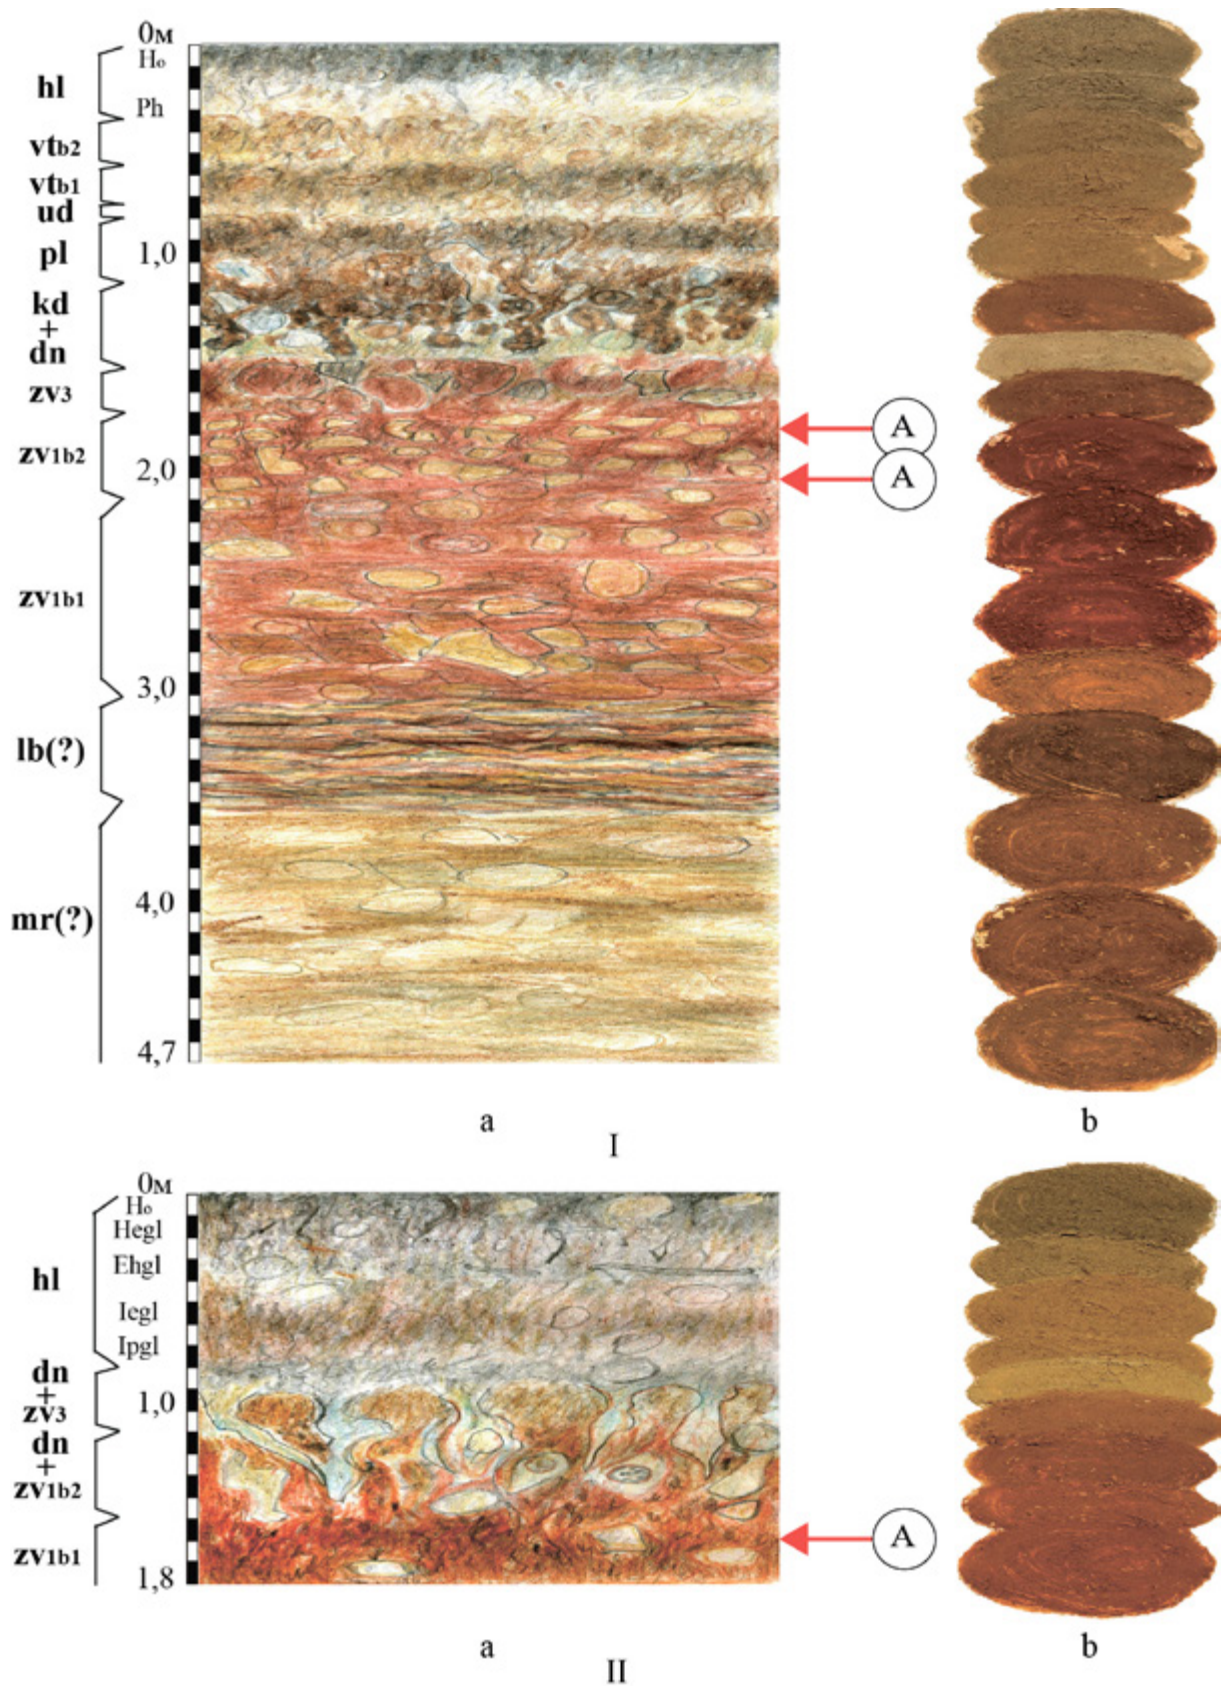 0м
Hₒ
hl
Ph
vtb2
vtb1
ud
pl
1,0
kd
+
dn
zv3
A
zv1b2
2,0
A
zv1b1
3,0
lb(?)
4,0
mr(?)
4,7
a
b
I
0м
Hₒ
Hegl
Ehgl
hl
Iegl
Ipgl
dn
+
zv3
1,0
dn
+
zv1b2
A
zv1b1
1,8
a
b
II